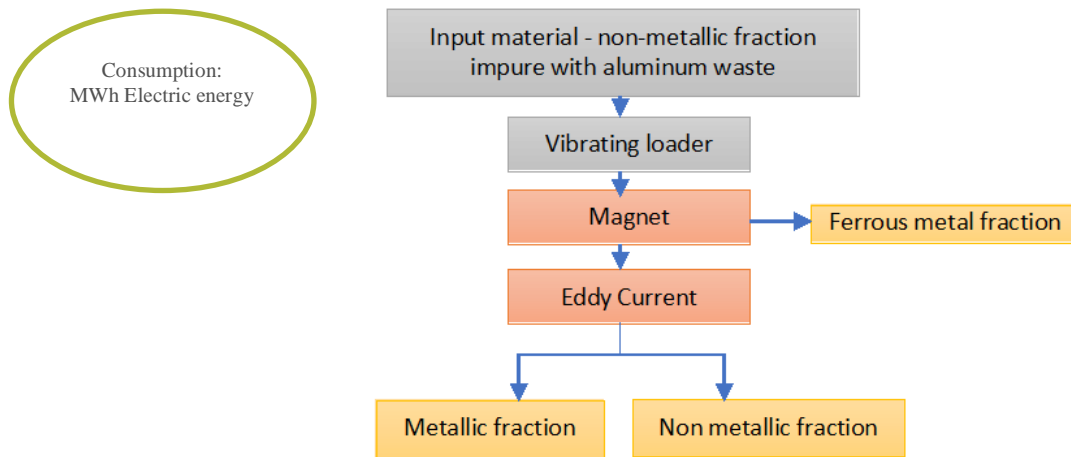 Consumption:
MWh Electric energy
Input material - non-metallic fraction
impure with aluminum waste
Vibrating loader
Magnet
Ferrous metal fraction
Eddy Current
Metallic fraction
Non metallic fraction